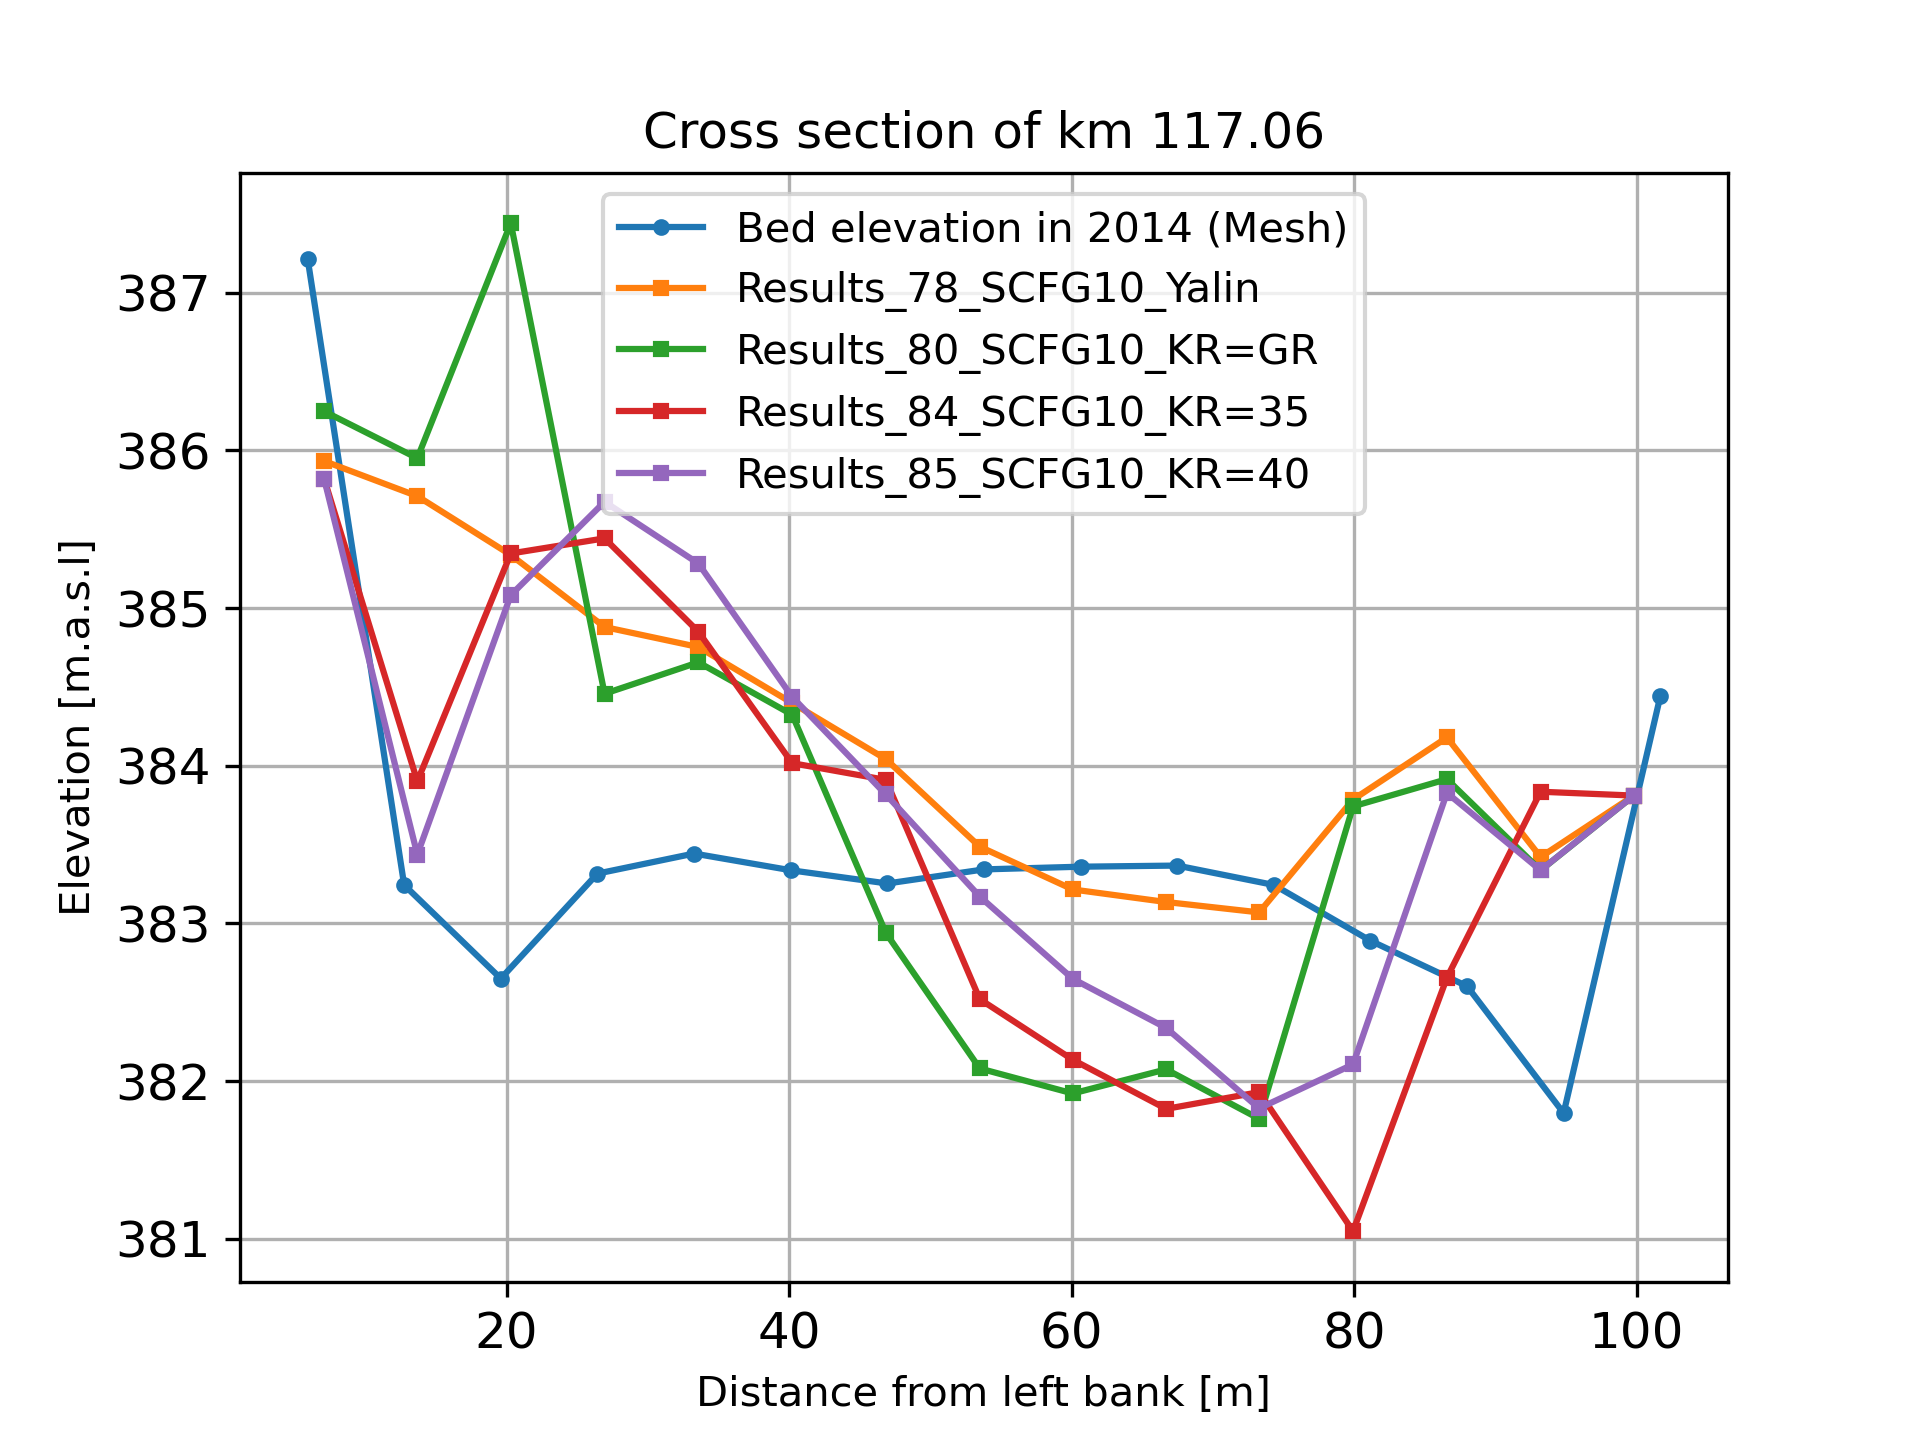 Cross section of km 117.06
Bed elevation in 2014 (Mesh)
Results_78_SCFG10_Yalin
Results_80_SCFG10_KR=GR
Results_84_SCFG10_KR=35
Results_85_SCFG10_KR=40
387
386
385
384
383
382
381
Elevation [m.a.s.l]
20 40 60 80 100
Distance from left bank [m]